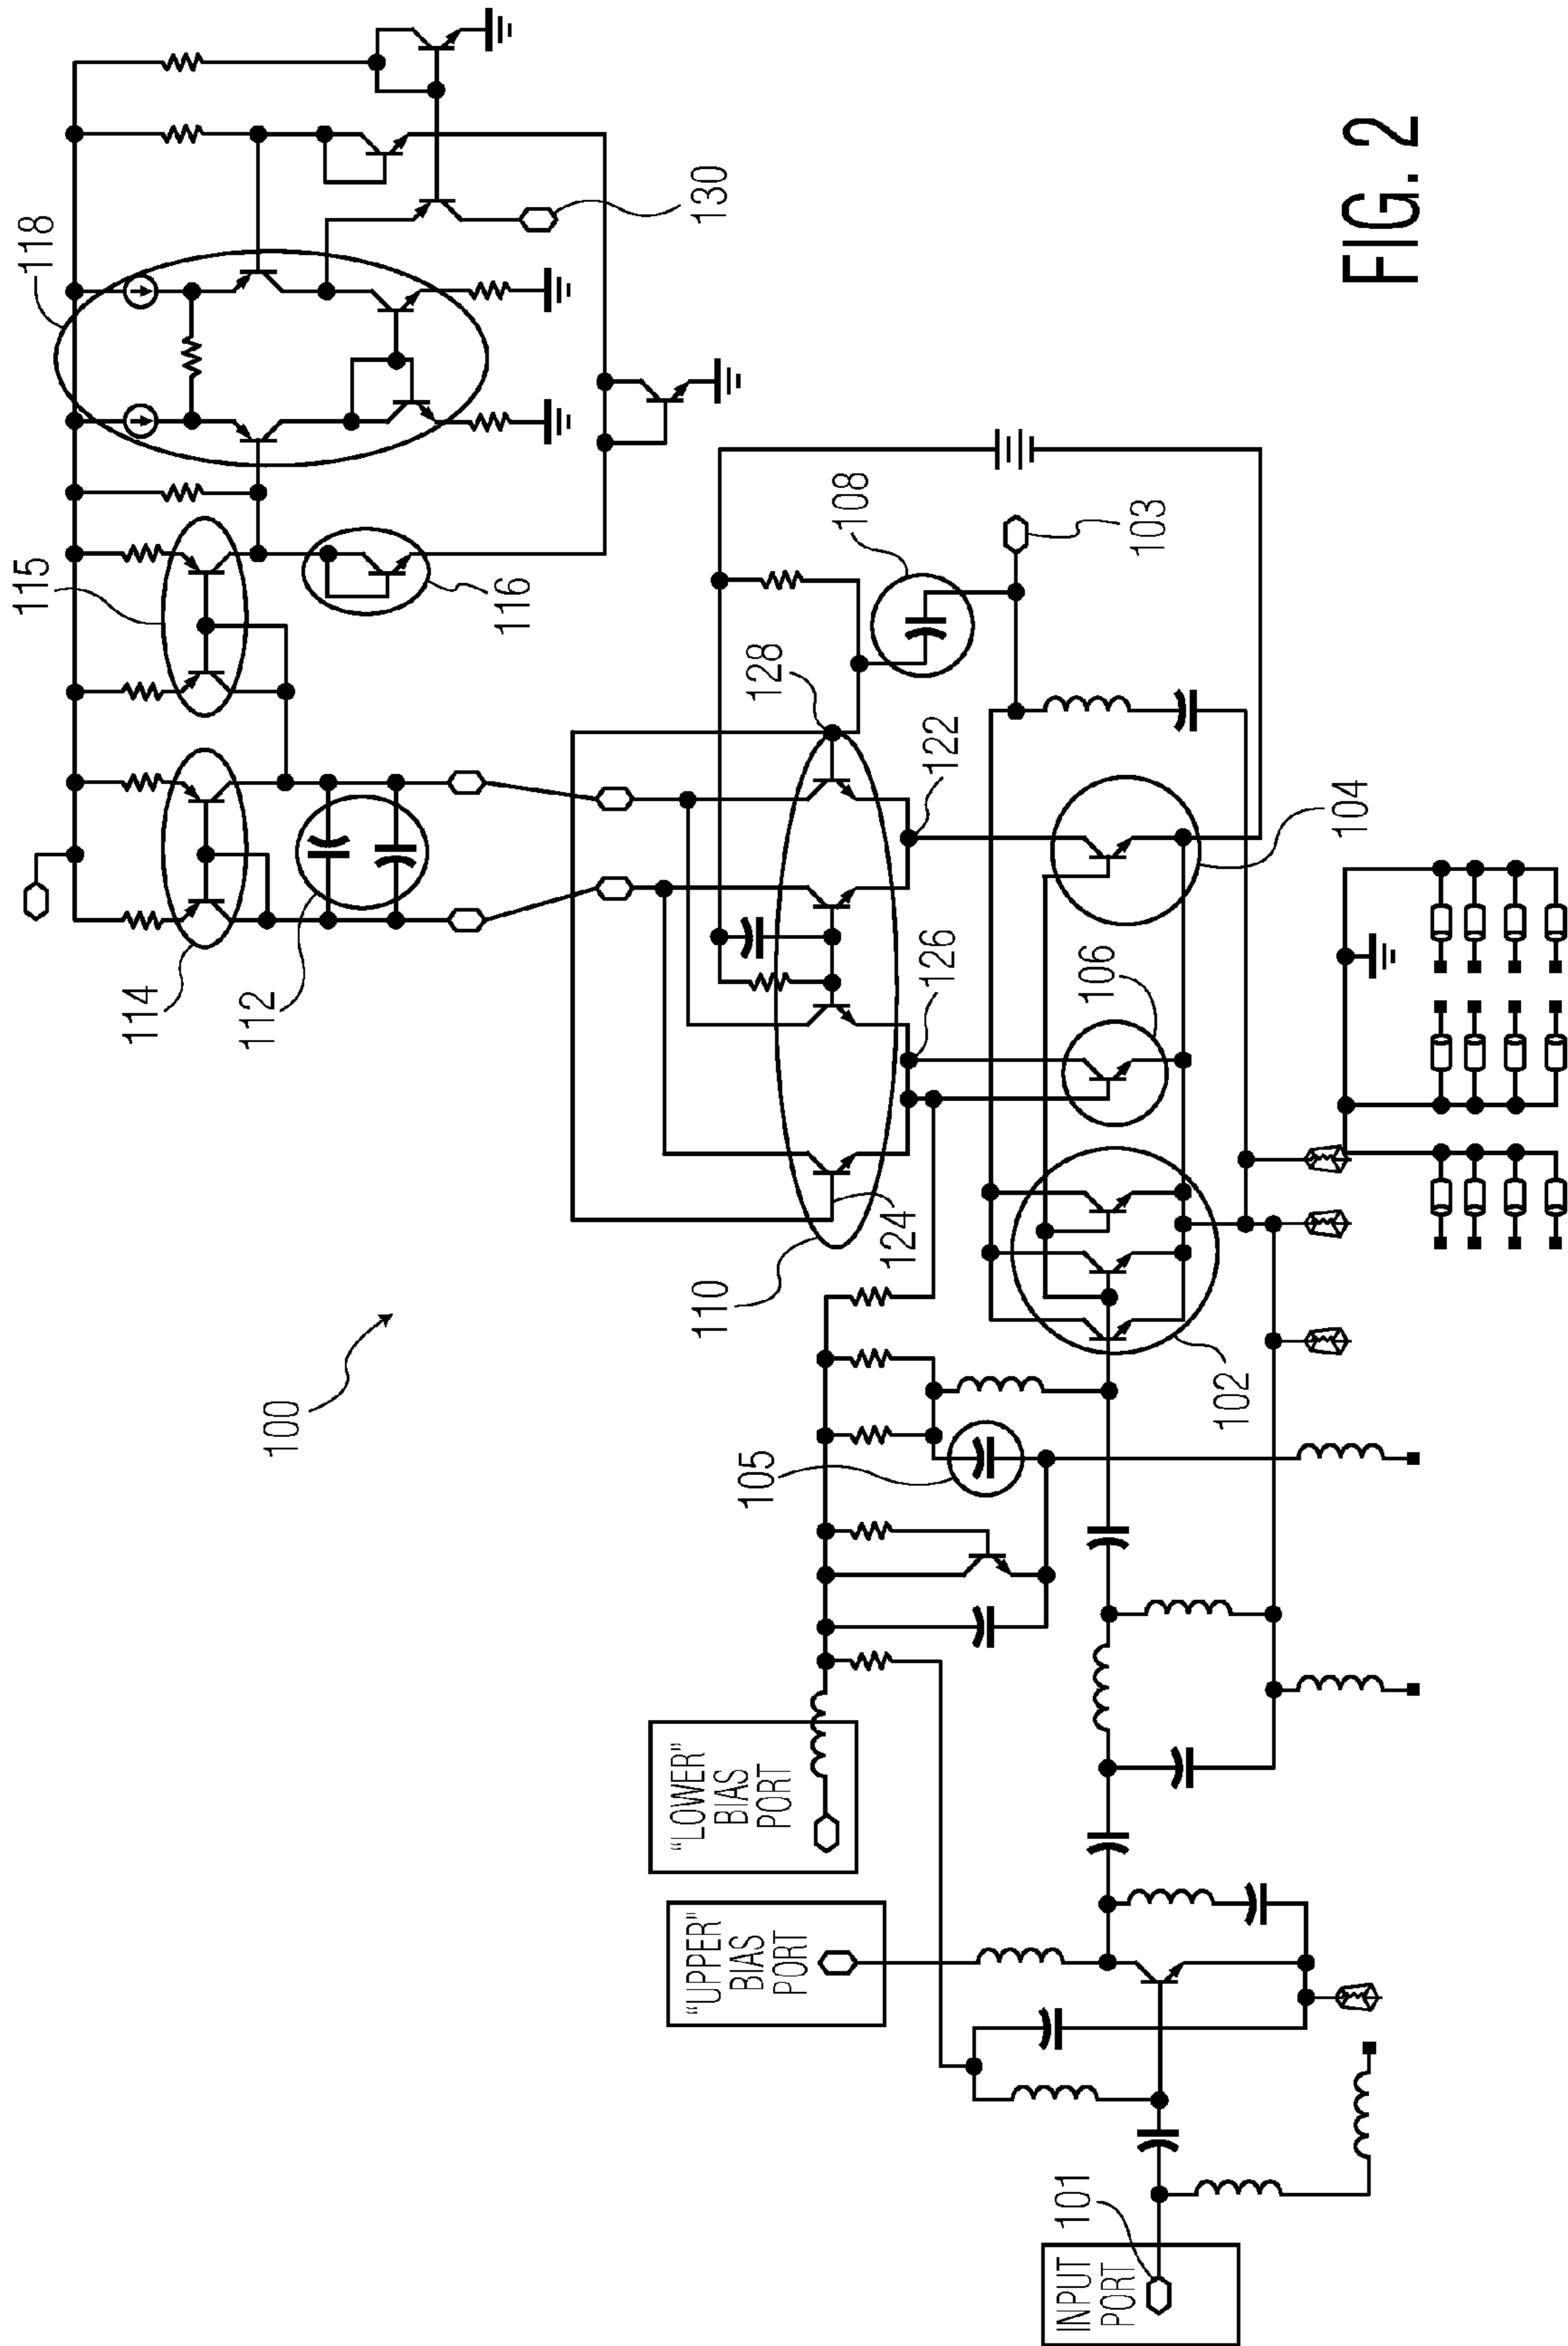 100
118
115
130
114
116
112
108
128
103
122
126
104
106
110
124
102
105
"LOWER"
BIAS
PORT
"UPPER"
BIAS
PORT
INPUT
PORT
101
FIG. 2